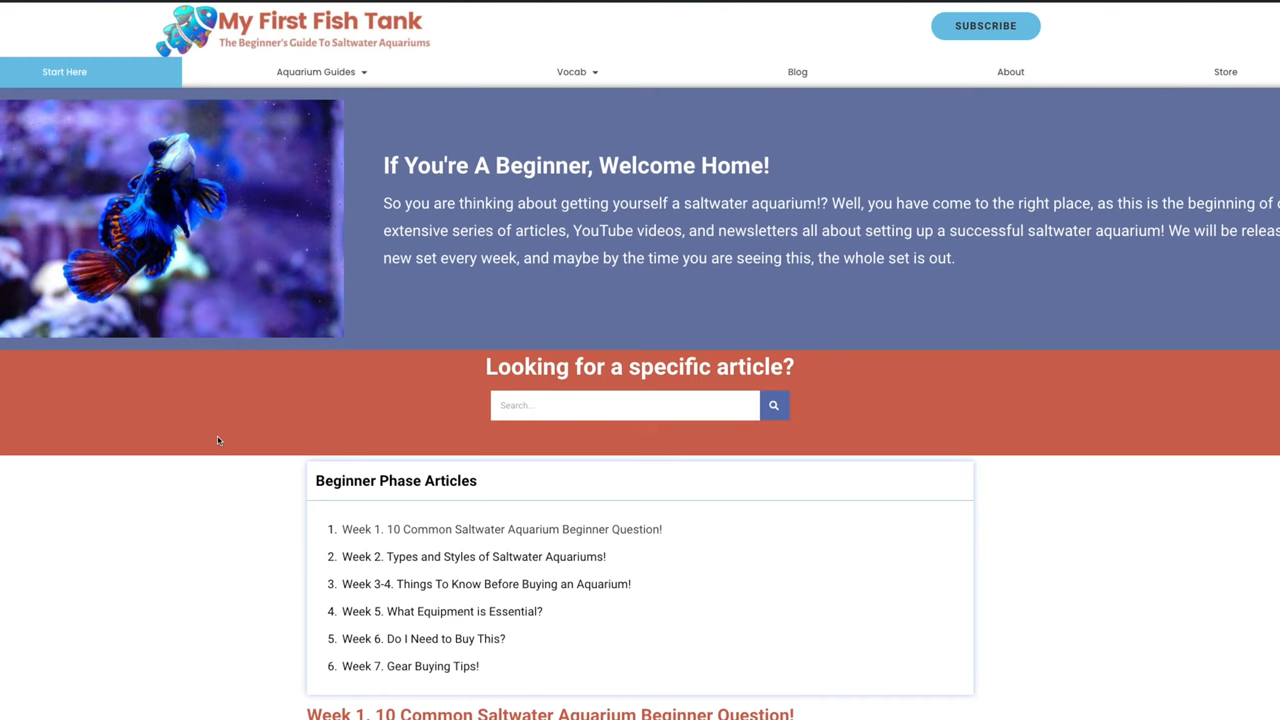 My First Fish Tank
The Beginner's Guide To Saltwater Aquariums
SUBSCRIBE
Start Here
Aquarium Guides
Vocab
Blog
About
Store
If You're A Beginner, Welcome Home!
So you are thinking about getting yourself a saltwater aquarium!? Well, you have come to the right place, as this is the beginning of
extensive series of articles, YouTube videos, and newsletters all about setting up a successful saltwater aquarium! We will be
new set every week, and maybe by the time you are seeing this, the whole set is out.
Looking for a specific article?
Search...
Beginner Phase Articles
1. Week 1. 10 Common Saltwater Aquarium Beginner Question!
2. Week 2. Types and Styles of Saltwater Aquariums!
3. Week 3-4. Things To Know Before Buying an Aquarium!
4. Week 5. What Equipment is Essential?
5. Week 6. Do I Need to Buy This?
6. Week 7. Gear Buying Tips!
Week 1. 10 Common Saltwater Aquarium Beginner Question!